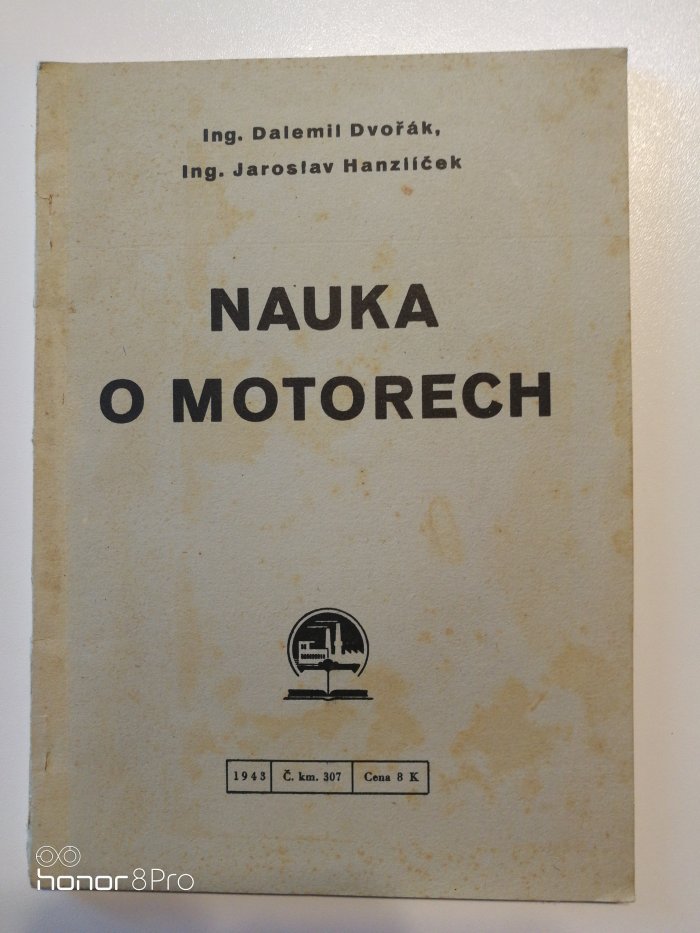 Ing. Dalemil Dvořák,
Ing. Jaroslav Hanzlíček
NAUKA
O MOTORECH
1943 Č. km. 307 Cena 8 K
honor 8Pro